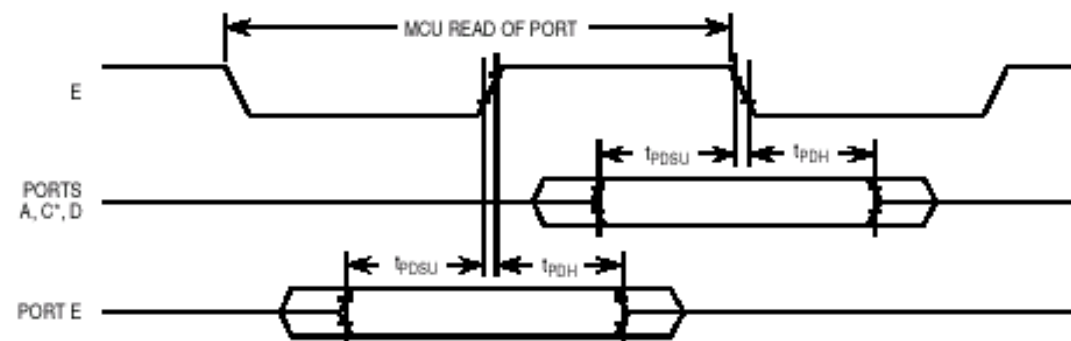 MCU READ OF PORT
E
tPDSU
tPDH
PORTS
A, C*, D
tPDSU
tPDH
PORT E